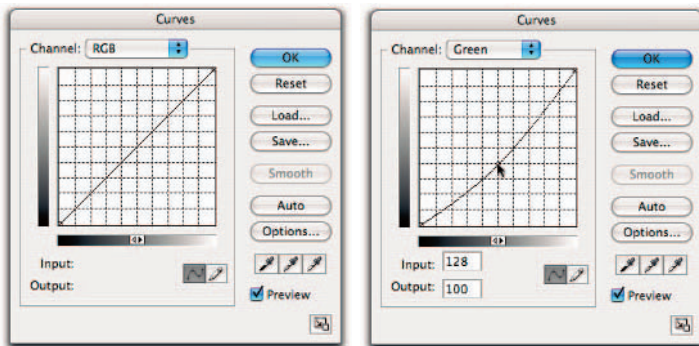 Curves
Channel: RGB
OK
Reset
Load...
Save...
Smooth
Auto
Options...
Input:
Output:
Preview
Curves
Channel: Green
OK
Reset
Load...
Save...
Smooth
Auto
Options...
Input: 128
Output: 100
Preview